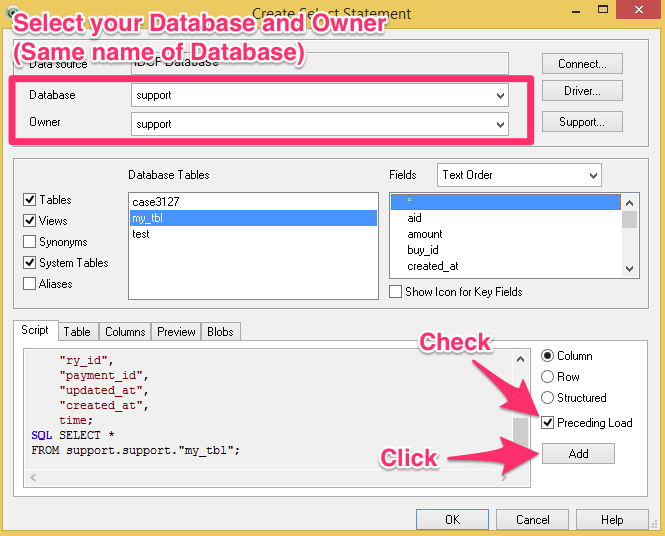 Create Select Statement
Select your Database and Owner
(Same name of Database)
Data source
IDCF Database
Connect...
Database
support
Driver...
Owner
support
Support...
Database Tables
Fields
Text Order
Tables
Views
Synonyms
System Tables
Aliases
case3127
my_tbl
test
*
aid
amount
buy_id
created_at
Show Icon for Key Fields
Script
Table
Columns
Preview
Blobs
"ry_id",
"payment_id",
"updated_at",
"created_at",
time;
SQL SELECT *
FROM support.support."my_tbl";
Check
Column
Row
Structured
Preceding Load
Click
Add
OK
Cancel
Help